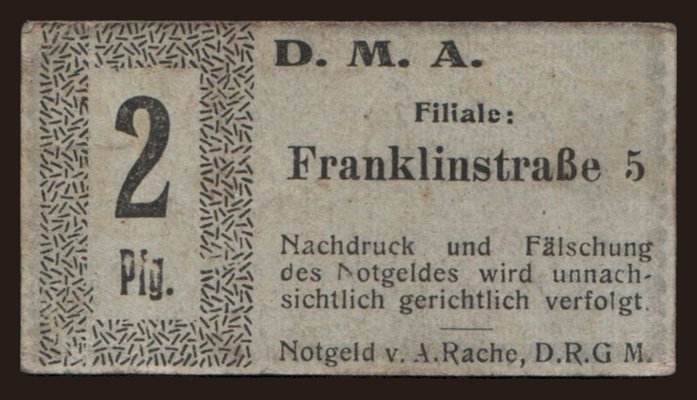 2
Pfg.
D. M. A.
Filiale:
Franklinstraße 5
Nachdruck und Fälschung
des Notgeldes wird unnach-
sichtlich gerichtlich verfolgt.
Notgeld v. A.Rache, D.R.G M.